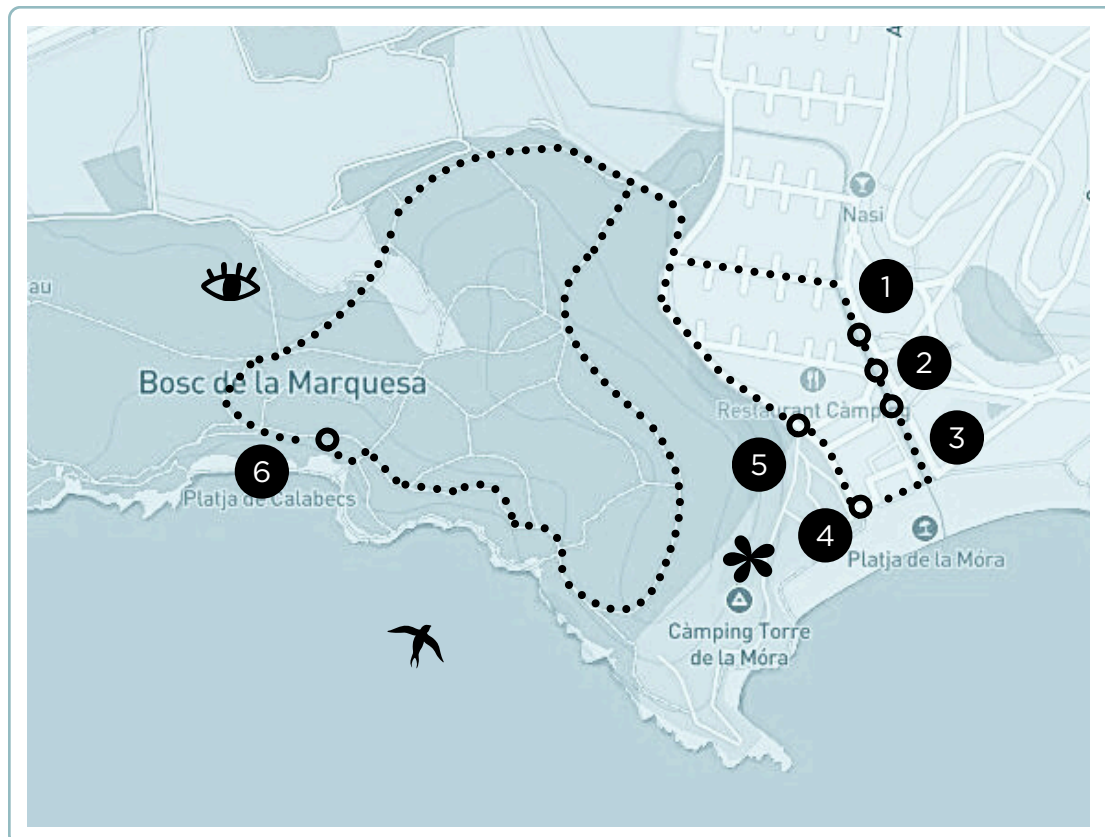 Nasi
1
au
2
Bosc de la Marquesa
Restaurant Càmping
3
5
6
Platja de Calabecs
4
Platja de la Móra
Càmping Torre
de la Móra